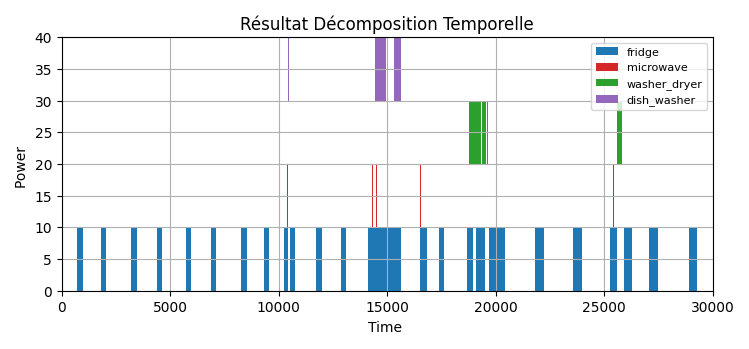 Résultat Décomposition Temporelle
40
35
30
25
20
15
10
5
0
Power
fridge
microwave
washer_dryer
dish_washer
0 5000 10000 15000 20000 25000 30000
Time